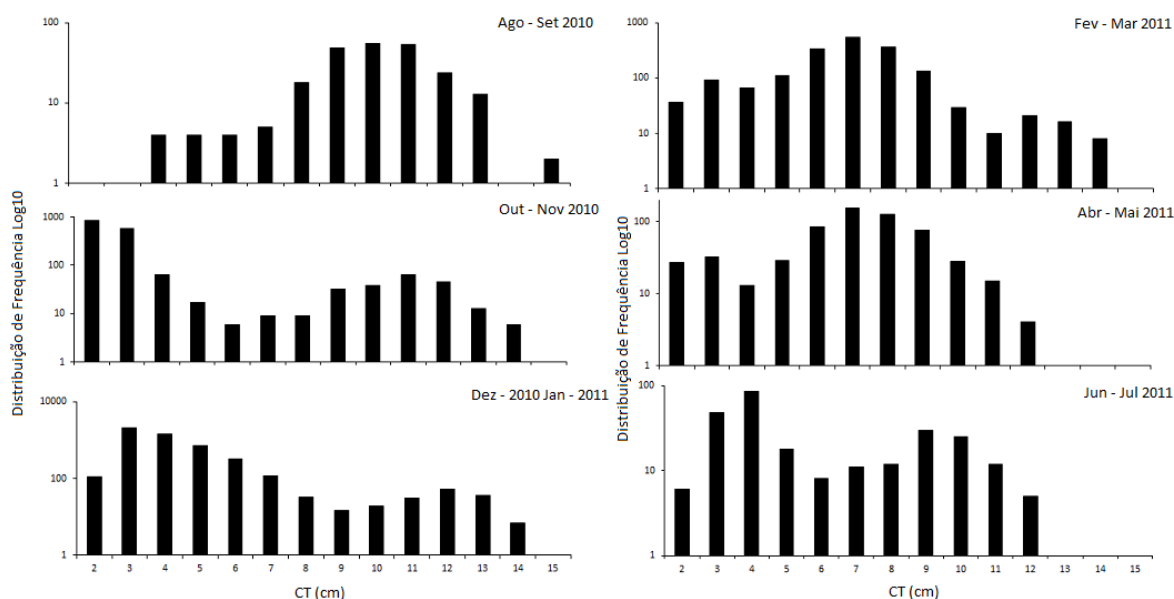 Distribuição de Frequência Log10
Ago - Set 2010
100
10
1
Out - Nov 2010
1000
100
10
1
Dez - 2010 Jan - 2011
10000
100
1
2 3 4 5 6 7 8 9 10 11 12 13 14 15
CT (cm)
Distribuição de Frequência Log10
Fev - Mar 2011
1000
100
10
1
Abr - Mai 2011
100
10
1
Jun - Jul 2011
100
10
1
2 3 4 5 6 7 8 9 10 11 12 13 14 15
CT (cm)